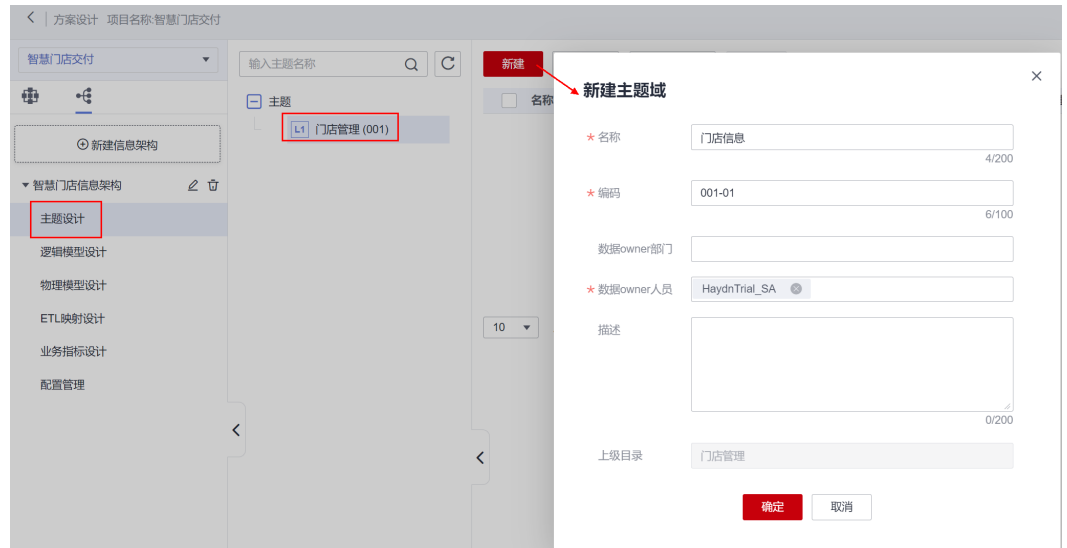 方案设计 项目名称:智慧门店交付
智慧门店交付
新建信息架构
智慧门店信息架构
主题设计
逻辑模型设计
物理模型设计
ETL映射设计
业务指标设计
配置管理
输入主题名称
主题
L1 门店管理 (001)
新建
名称
10
新建主题域
* 名称 门店信息
4/200
* 编码 001-01
6/100
数据owner部门
* 数据owner人员 HaydnTrial_SA
描述
0/200
上级目录 门店管理
确定 取消